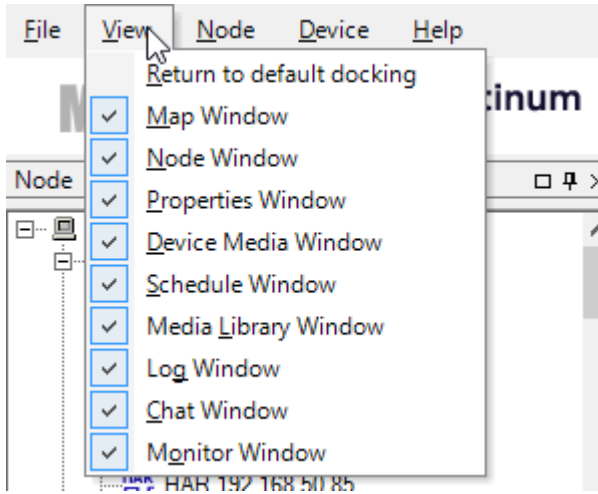 File View Node Device Help
Return to default docking
tinum
Map Window
Node Window
Node
Properties Window
Device Media Window
Schedule Window
Media Library Window
Log Window
Chat Window
Monitor Window
HAR 192.168.50.85